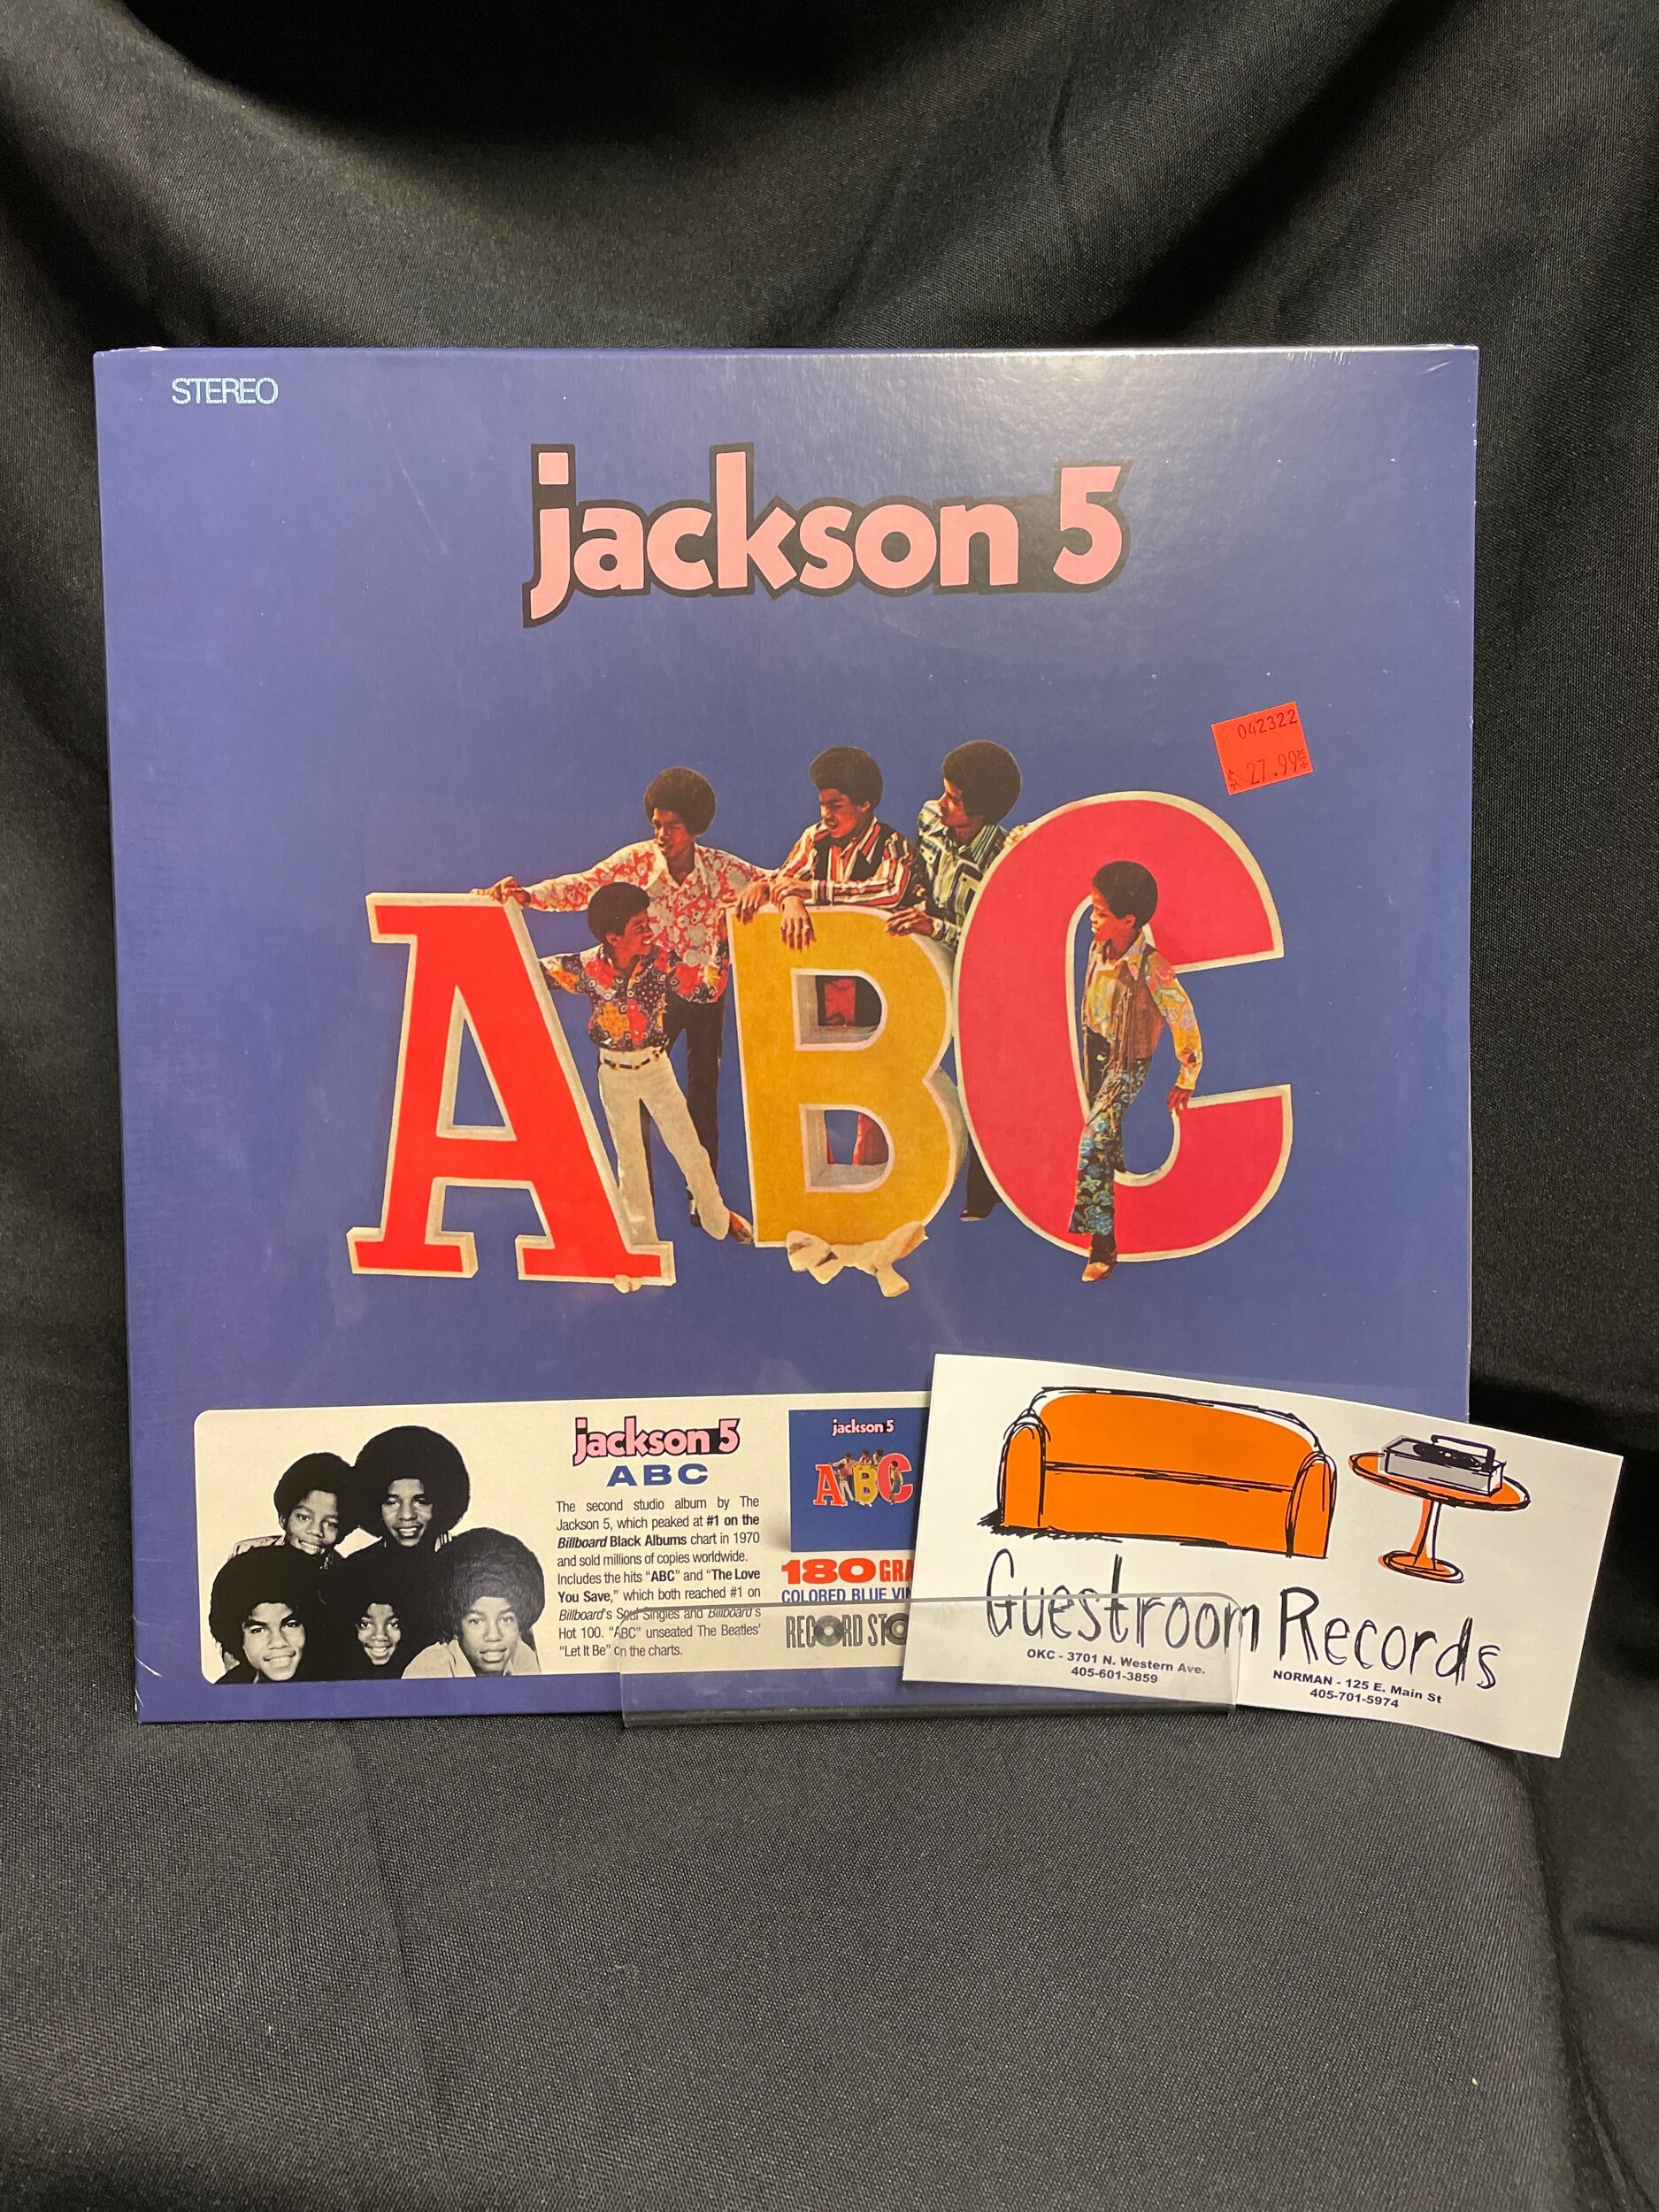 STEREO
jackson 5
042322
$ 27.99
ABC
jackson 5
ABC
The second studio album by The
Jackson 5, which peaked at #1 on the
Billboard Black Albums chart in 1970
and sold millions of copies worldwide.
Includes the hits "ABC" and "The Love
You Save," which both reached #1 on
Billboard's Soul Singles and Billboard's
Hot 100. "ABC" unseated The Beatles'
"Let It Be" on the charts.
jackson 5
ABC
180
COLORED BLUE
RECORD
Guestroom Records
OKC - 3701 N. Western Ave.
405-601-3859
NORMAN - 125 E. Main St
405-701-5974